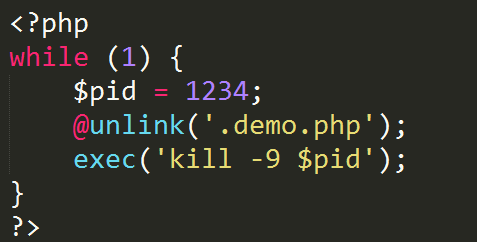 <?php
while (1) {
    $pid = 1234;
    @unlink('.demo.php');
    exec('kill -9 $pid');
}
?>